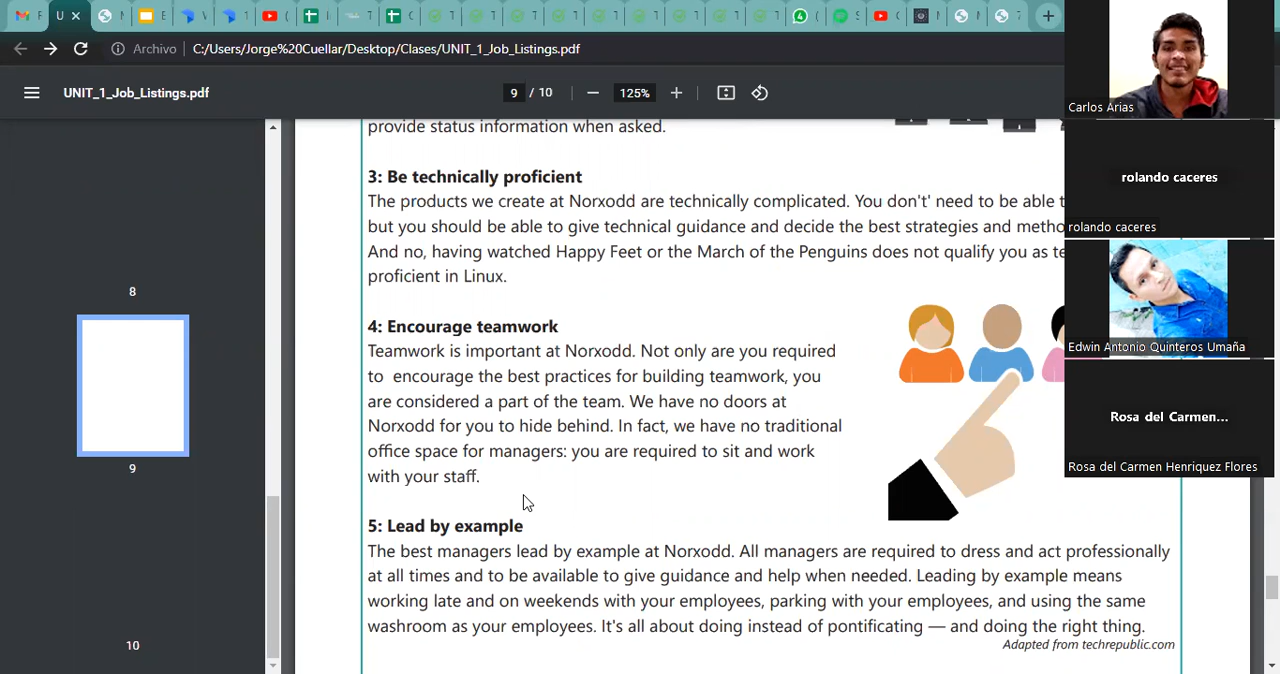 U
Archivo
C:/Users/Jorge%20Cuellar/Desktop/Clases/UNIT_1_Job_Listings.pdf
UNIT_1_Job_Listings.pdf
9 / 10
125%
provide status information when asked.
3: Be technically proficient
The products we create at Norxodd are technically complicated. You don't' need to be able
but you should be able to give technical guidance and decide the best strategies and
And no, having watched Happy Feet or the March of the Penguins does not qualify you as
proficient in Linux.
4: Encourage teamwork
Teamwork is important at Norxodd. Not only are you required
to encourage the best practices for building teamwork, you
are considered a part of the team. We have no doors at
Norxodd for you to hide behind. In fact, we have no traditional
office space for managers: you are required to sit and work
with your staff.
5: Lead by example
The best managers lead by example at Norxodd. All managers are required to dress and act professionally
at all times and to be available to give guidance and help when needed. Leading by example means
working late and on weekends with your employees, parking with your employees, and using the same
washroom as your employees. It's all about doing instead of pontificating — and doing the right thing.
Adapted from techrepublic.com
8
9
10
Carlos Arias
rolando caceres
rolando caceres
Edwin Antonio Quinteros Umaña
Rosa del Carmen...
Rosa del Carmen Henriquez Flores